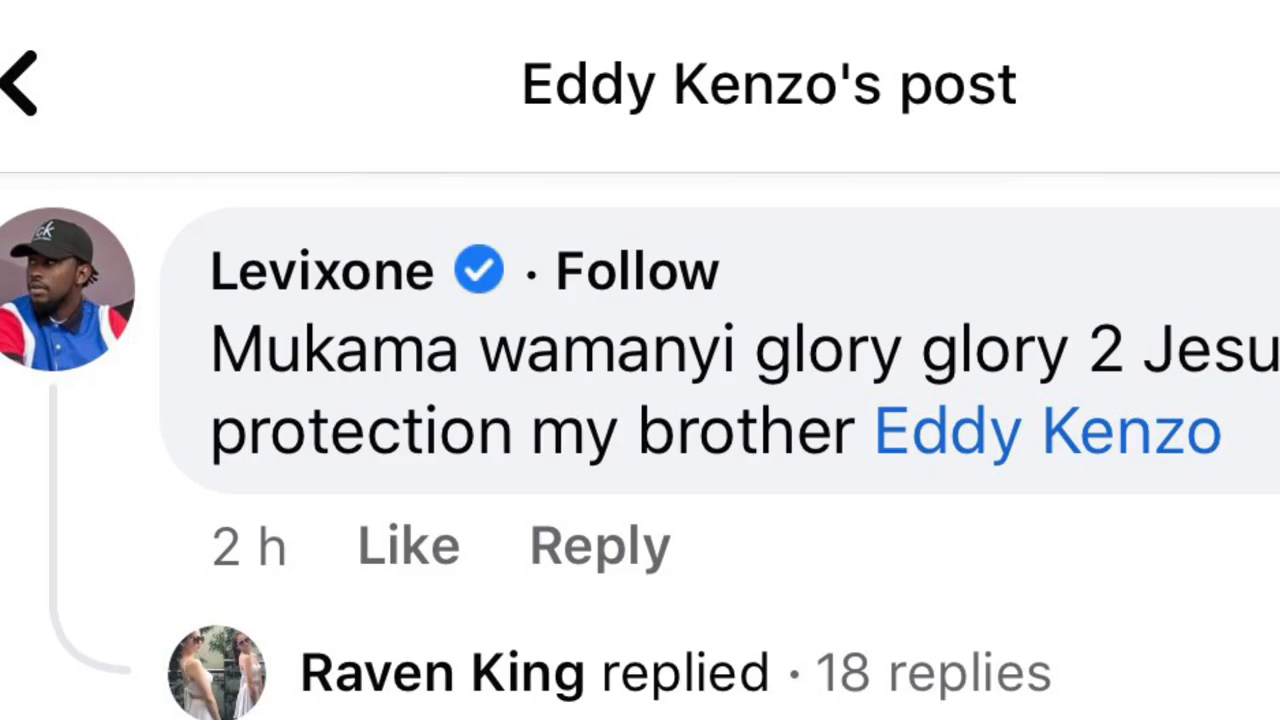 Eddy Kenzo's post
Levixone · Follow
Mukama wamanyi glory glory 2 Jesu
protection my brother Eddy Kenzo
2 h Like Reply
Raven King replied · 18 replies